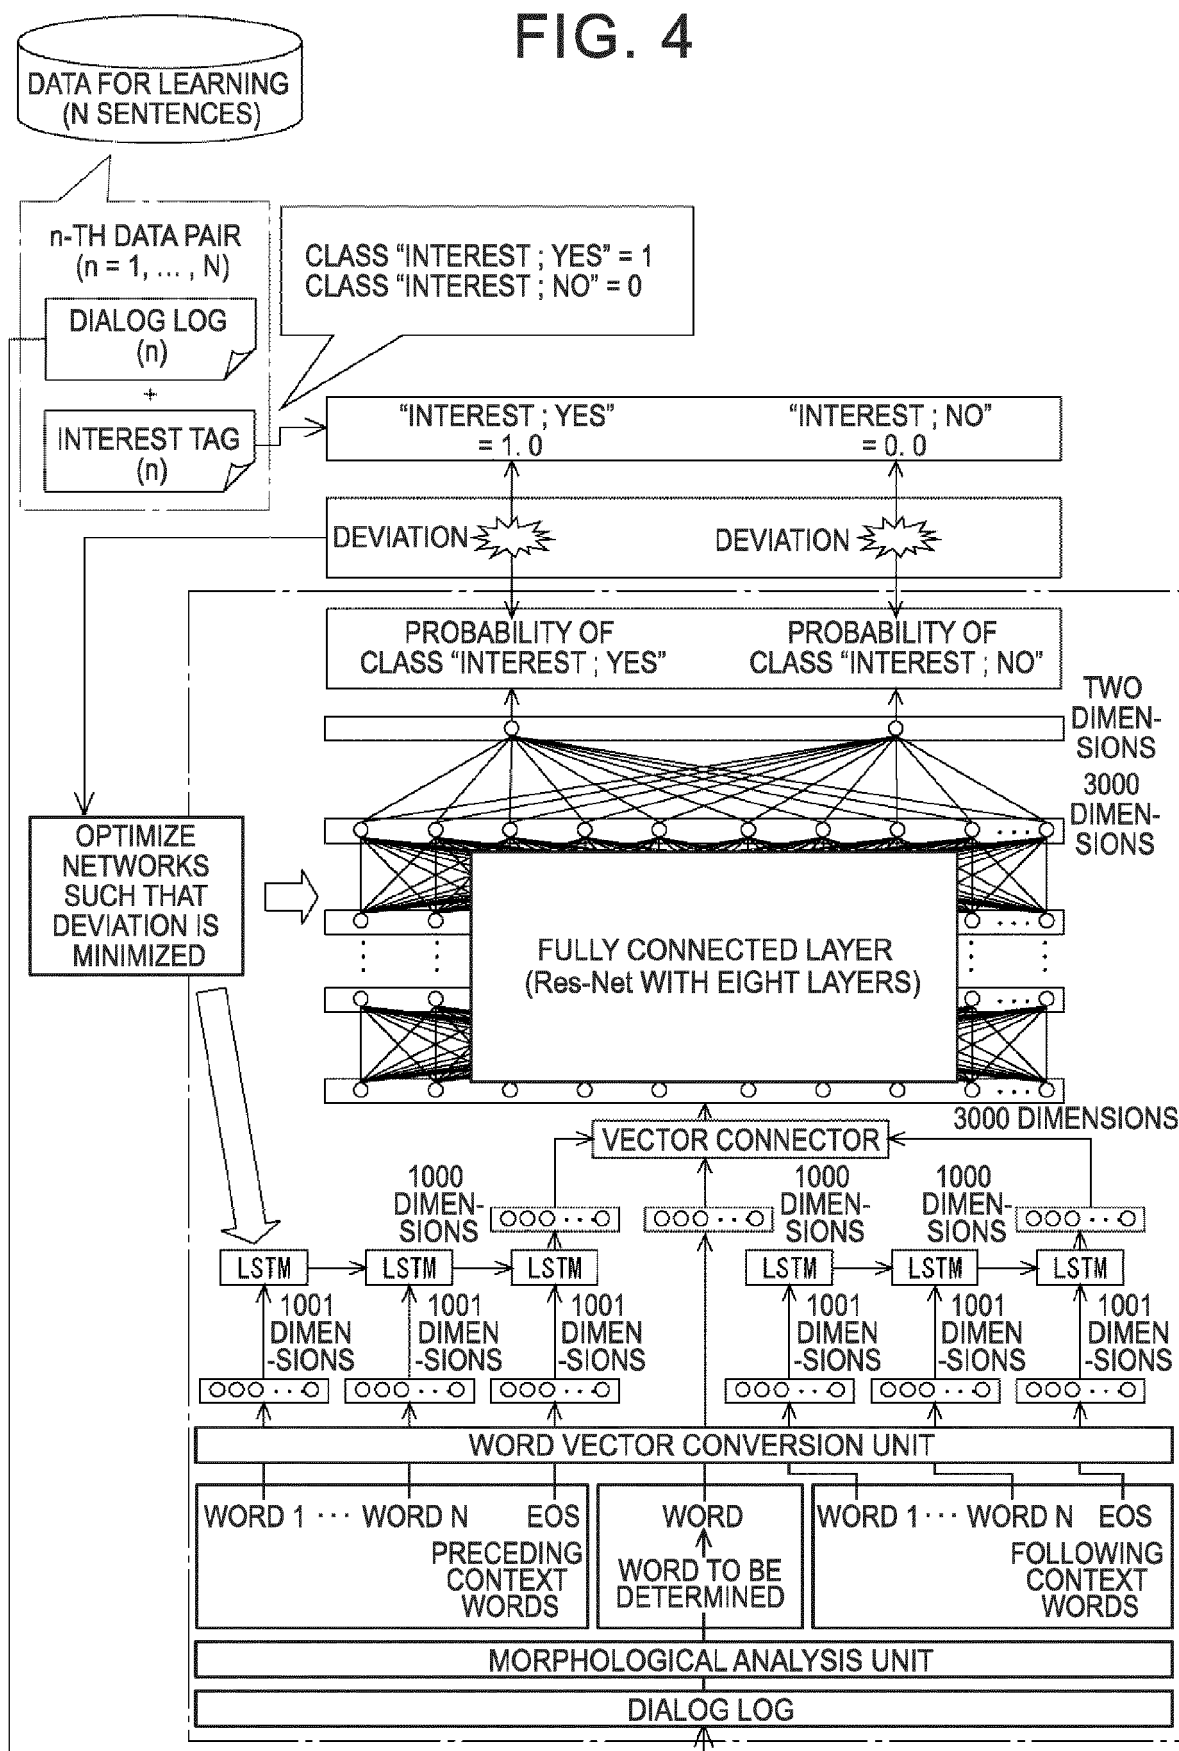 FIG. 4
DATA FOR LEARNING
(N SENTENCES)
n-TH DATA PAIR
(n = 1, ... , N)
DIALOG LOG
(n)
+
INTEREST TAG
(n)
CLASS “INTEREST ; YES” = 1
CLASS “INTEREST ; NO” = 0
“INTEREST ; YES”
= 1. 0
“INTEREST ; NO”
= 0. 0
DEVIATION
DEVIATION
PROBABILITY OF
CLASS “INTEREST ; YES”
PROBABILITY OF
CLASS “INTEREST ; NO”
TWO
DIMEN-
SIONS
3000
DIMEN-
SIONS
OPTIMIZE
NETWORKS
SUCH THAT
DEVIATION IS
MINIMIZED
FULLY CONNECTED LAYER
(Res-Net WITH EIGHT LAYERS)
3000 DIMENSIONS
VECTOR CONNECTOR
1000
DIMEN-
SIONS
1000
DIMEN-
SIONS
1000
DIMEN-
SIONS
LSTM
LSTM
LSTM
LSTM
LSTM
LSTM
1001
DIMEN
-SIONS
1001
DIMEN
-SIONS
1001
DIMEN
-SIONS
1001
DIMEN
-SIONS
1001
DIMEN
-SIONS
1001
DIMEN
-SIONS
WORD VECTOR CONVERSION UNIT
WORD 1 ··· WORD N EOS
PRECEDING
CONTEXT
WORDS
WORD
WORD TO BE
DETERMINED
WORD 1 ··· WORD N EOS
FOLLOWING
CONTEXT
WORDS
MORPHOLOGICAL ANALYSIS UNIT
DIALOG LOG